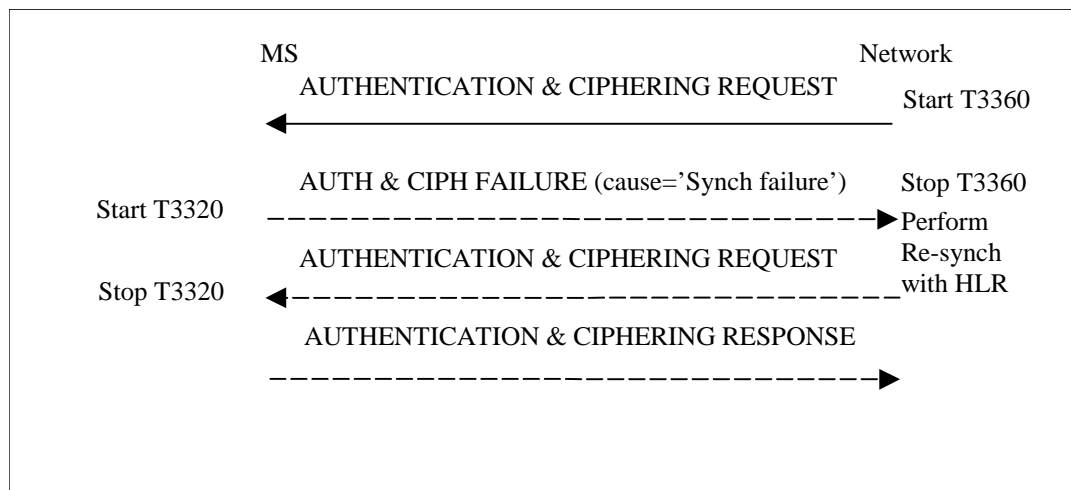 MS
Network
AUTHENTICATION & CIPHERING REQUEST
Start T3360
AUTH & CIPH FAILURE (cause=’Synch failure’)
Stop T3360
Start T3320
Perform
Re-synch
with HLR
AUTHENTICATION & CIPHERING REQUEST
Stop T3320
AUTHENTICATION & CIPHERING RESPONSE